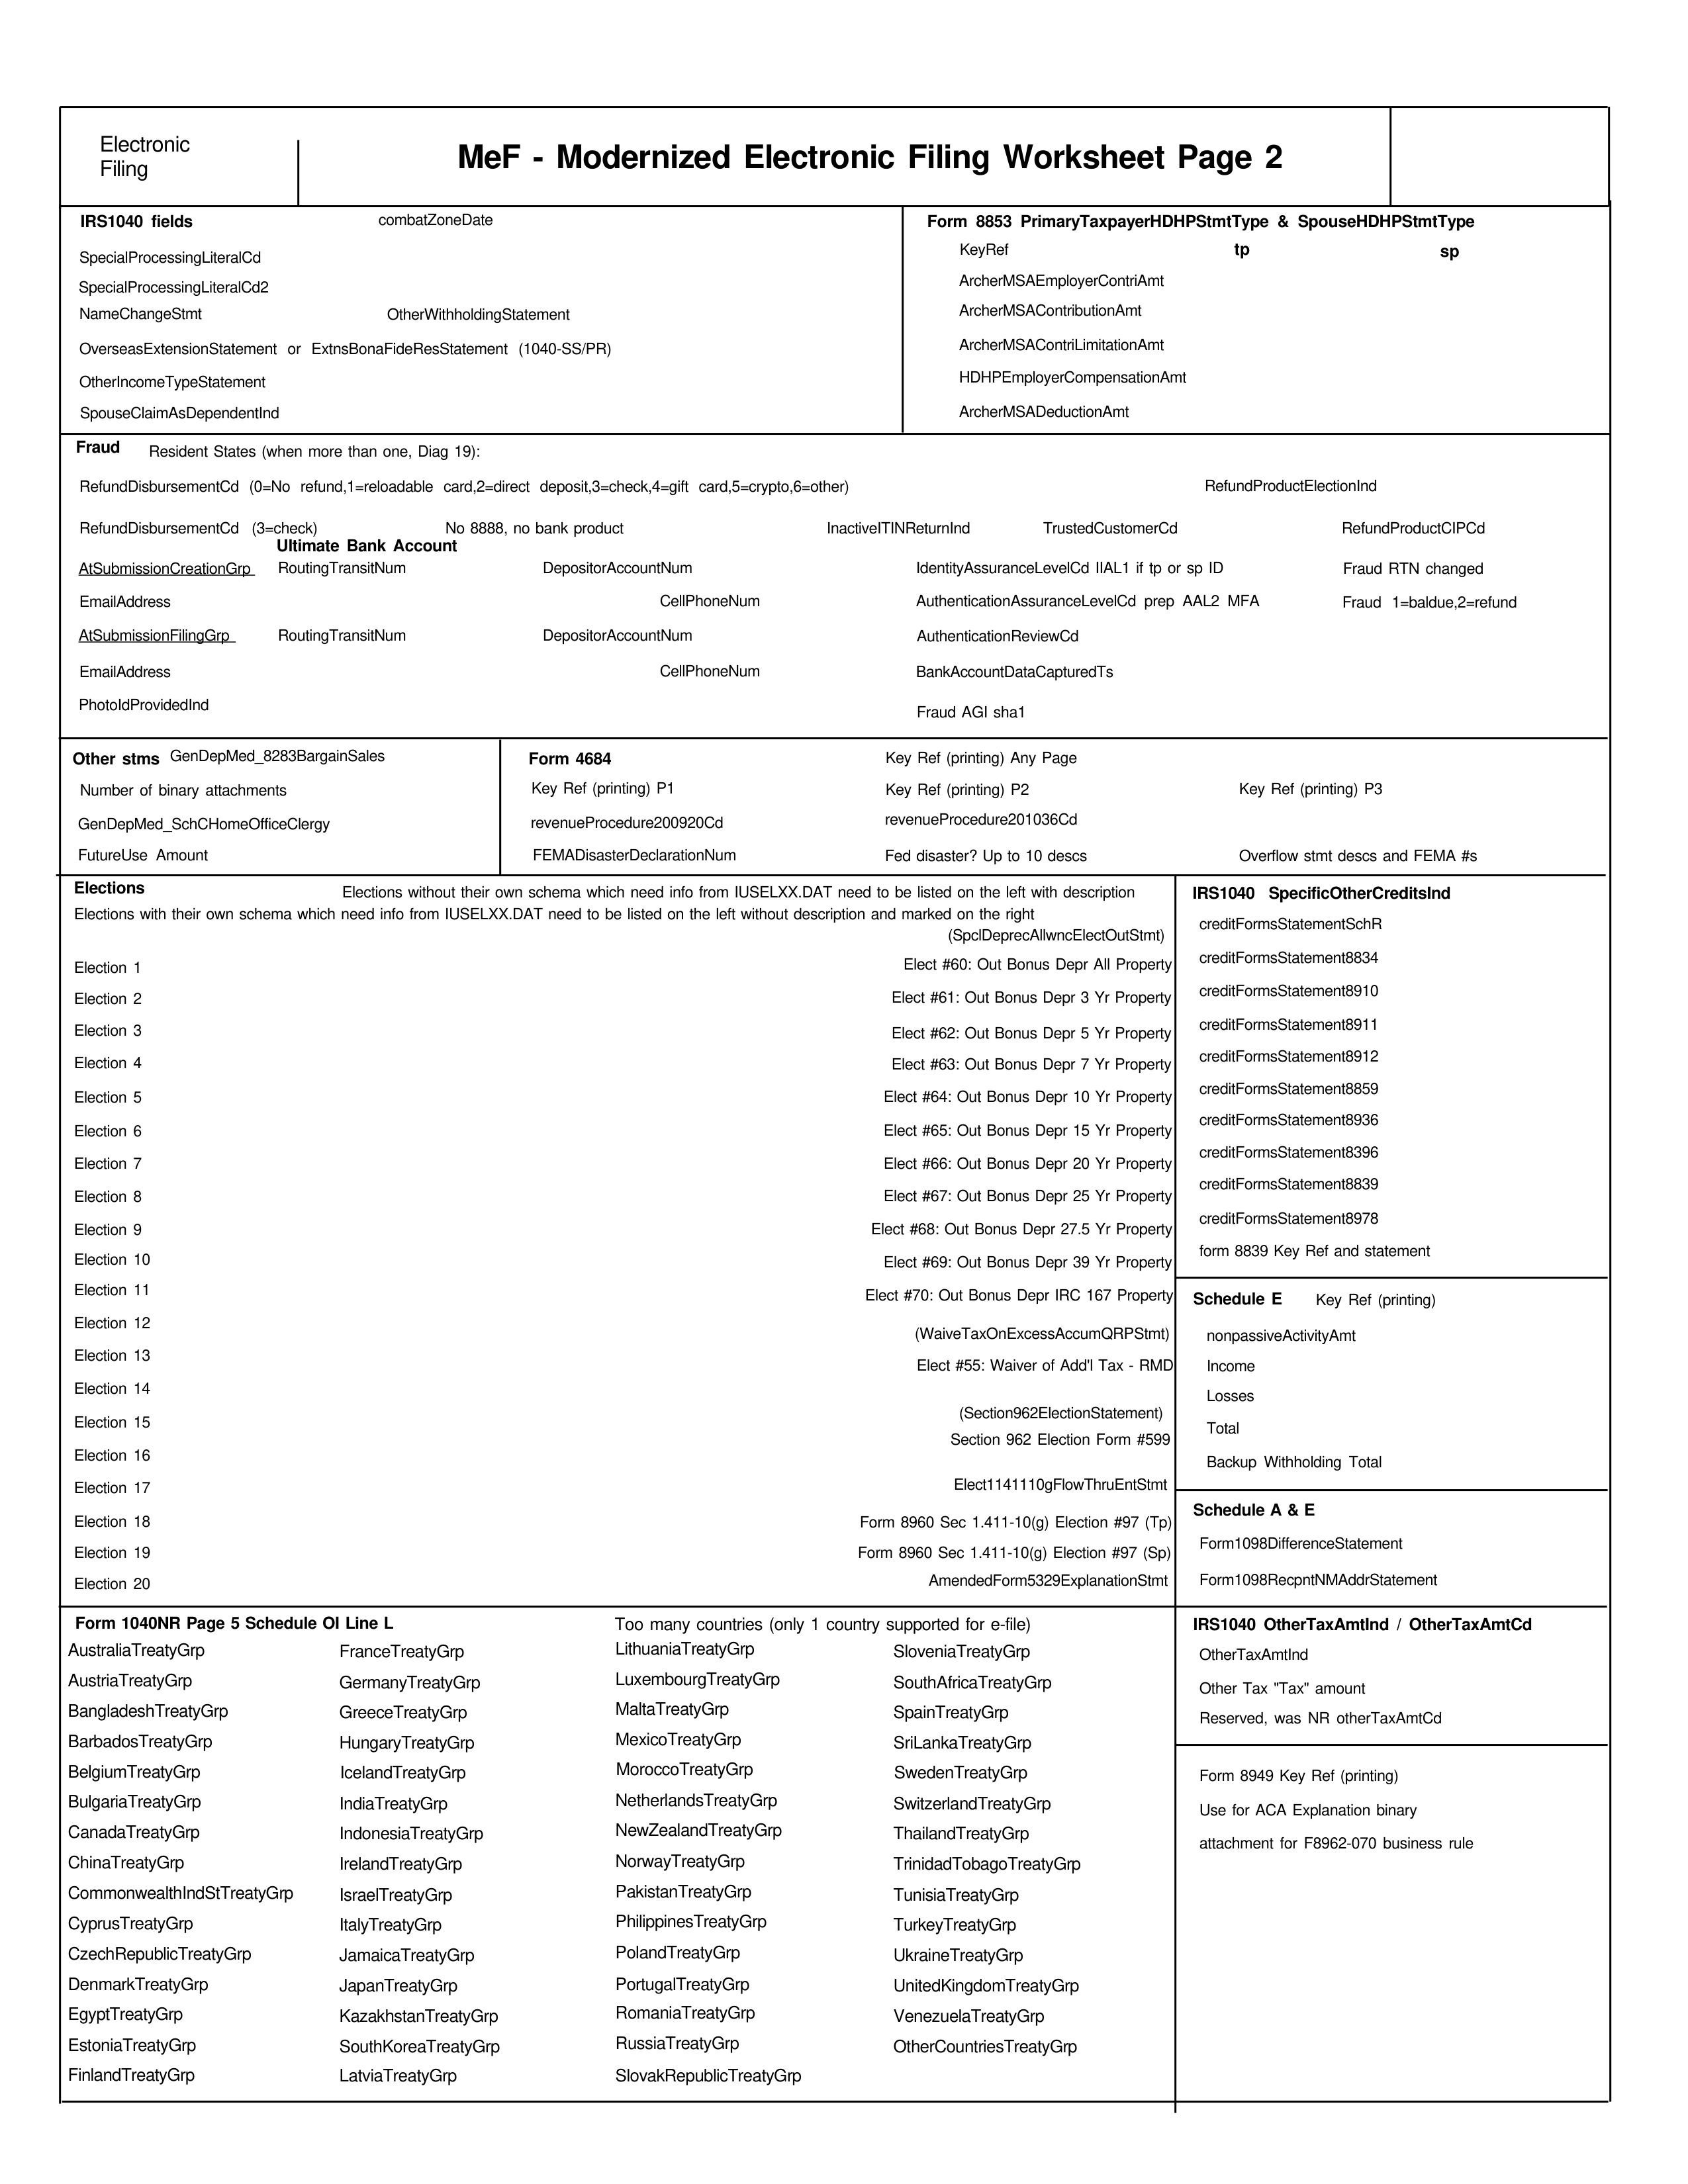 Electronic
Filing
MeF - Modernized Electronic Filing Worksheet Page 2
IRS1040 fields combatZoneDate
SpecialProcessingLiteralCd
SpecialProcessingLiteralCd2
NameChangeStmt OtherWithholdingStatement
OverseasExtensionStatement or ExtnsBonaFideResStatement (1040-SS/PR)
OtherIncomeTypeStatement
SpouseClaimAsDependentInd
Form 8853 PrimaryTaxpayerHDHPStmtType & SpouseHDHPStmtType
KeyRef tp sp
ArcherMSAEmployerContriAmt
ArcherMSAContributionAmt
ArcherMSAContriLimitationAmt
HDHPEmployerCompensationAmt
ArcherMSADeductionAmt
Fraud Resident States (when more than one, Diag 19):
RefundDisbursementCd (0=No refund,1=reloadable card,2=direct deposit,3=check,4=gift card,5=crypto,6=other) RefundProductElectionInd
RefundDisbursementCd (3=check) No 8888, no bank product InactiveITINReturnInd TrustedCustomerCd RefundProductCIPCd
Ultimate Bank Account
AtSubmissionCreationGrp RoutingTransitNum DepositorAccountNum IdentityAssuranceLevelCd IIAL1 if tp or sp ID Fraud RTN changed
EmailAddress CellPhoneNum AuthenticationAssuranceLevelCd prep AAL2 MFA Fraud 1=baldue,2=refund
AtSubmissionFilingGrp RoutingTransitNum DepositorAccountNum AuthenticationReviewCd
EmailAddress CellPhoneNum BankAccountDataCapturedTs
PhotoIdProvidedInd Fraud AGI sha1
Other stms GenDepMed_8283BargainSales
Number of binary attachments
GenDepMed_SchCHomeOfficeClergy
FutureUse Amount
Form 4684 Key Ref (printing) Any Page
Key Ref (printing) P1 Key Ref (printing) P2 Key Ref (printing) P3
revenueProcedure200920Cd revenueProcedure201036Cd
FEMADisasterDeclarationNum Fed disaster? Up to 10 descs Overflow stmt descs and FEMA #s
Elections Elections without their own schema which need info from IUSELXX.DAT need to be listed on the left with description
Elections with their own schema which need info from IUSELXX.DAT need to be listed on the left without description and marked on the right
(SpclDeprecAllwncElectOutStmt)
Election 1 Elect #60: Out Bonus Depr All Property
Election 2 Elect #61: Out Bonus Depr 3 Yr Property
Election 3 Elect #62: Out Bonus Depr 5 Yr Property
Election 4 Elect #63: Out Bonus Depr 7 Yr Property
Election 5 Elect #64: Out Bonus Depr 10 Yr Property
Election 6 Elect #65: Out Bonus Depr 15 Yr Property
Election 7 Elect #66: Out Bonus Depr 20 Yr Property
Election 8 Elect #67: Out Bonus Depr 25 Yr Property
Election 9 Elect #68: Out Bonus Depr 27.5 Yr Property
Election 10 Elect #69: Out Bonus Depr 39 Yr Property
Election 11 Elect #70: Out Bonus Depr IRC 167 Property
Election 12 (WaiveTaxOnExcessAccumQRPStmt)
Election 13 Elect #55: Waiver of Add'l Tax - RMD
Election 14
Election 15 (Section962ElectionStatement)
Election 16 Section 962 Election Form #599
Election 17 Elect1141110gFlowThruEntStmt
Election 18 Form 8960 Sec 1.411-10(g) Election #97 (Tp)
Election 19 Form 8960 Sec 1.411-10(g) Election #97 (Sp)
Election 20 AmendedForm5329ExplanationStmt
IRS1040 SpecificOtherCreditsInd
creditFormsStatementSchR
creditFormsStatement8834
creditFormsStatement8910
creditFormsStatement8911
creditFormsStatement8912
creditFormsStatement8859
creditFormsStatement8936
creditFormsStatement8396
creditFormsStatement8839
creditFormsStatement8978
form 8839 Key Ref and statement
Schedule E Key Ref (printing)
nonpassiveActivityAmt
Income
Losses
Total
Backup Withholding Total
Schedule A & E
Form1098DifferenceStatement
Form1098RecpntNMAddrStatement
Form 1040NR Page 5 Schedule OI Line L Too many countries (only 1 country supported for e-file)
AustraliaTreatyGrp FranceTreatyGrp LithuaniaTreatyGrp SloveniaTreatyGrp
AustriaTreatyGrp GermanyTreatyGrp LuxembourgTreatyGrp SouthAfricaTreatyGrp
BangladeshTreatyGrp GreeceTreatyGrp MaltaTreatyGrp SpainTreatyGrp
BarbadosTreatyGrp HungaryTreatyGrp MexicoTreatyGrp SriLankaTreatyGrp
BelgiumTreatyGrp IcelandTreatyGrp MoroccoTreatyGrp SwedenTreatyGrp
BulgariaTreatyGrp IndiaTreatyGrp NetherlandsTreatyGrp SwitzerlandTreatyGrp
CanadaTreatyGrp IndonesiaTreatyGrp NewZealandTreatyGrp ThailandTreatyGrp
ChinaTreatyGrp IrelandTreatyGrp NorwayTreatyGrp TrinidadTobagoTreatyGrp
CommonwealthIndStTreatyGrp IsraelTreatyGrp PakistanTreatyGrp TunisiaTreatyGrp
CyprusTreatyGrp ItalyTreatyGrp PhilippinesTreatyGrp TurkeyTreatyGrp
CzechRepublicTreatyGrp JamaicaTreatyGrp PolandTreatyGrp UkraineTreatyGrp
DenmarkTreatyGrp JapanTreatyGrp PortugalTreatyGrp UnitedKingdomTreatyGrp
EgyptTreatyGrp KazakhstanTreatyGrp RomaniaTreatyGrp VenezuelaTreatyGrp
EstoniaTreatyGrp SouthKoreaTreatyGrp RussiaTreatyGrp OtherCountriesTreatyGrp
FinlandTreatyGrp LatviaTreatyGrp SlovakRepublicTreatyGrp
IRS1040 OtherTaxAmtInd / OtherTaxAmtCd
OtherTaxAmtInd
Other Tax "Tax" amount
Reserved, was NR otherTaxAmtCd
Form 8949 Key Ref (printing)
Use for ACA Explanation binary
attachment for F8962-070 business rule